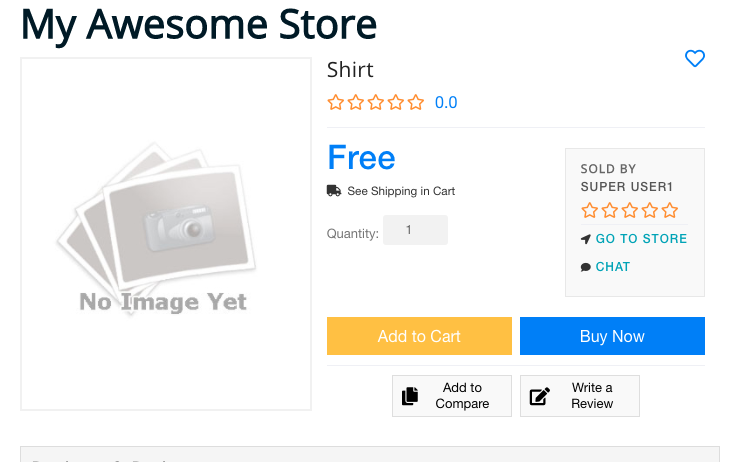 My Awesome Store
Shirt
0.0
Free
See Shipping in Cart
Quantity: 1
SOLD BY
SUPER USER1
GO TO STORE
CHAT
No Image Yet
Add to Cart
Buy Now
Add to
Compare
Write a
Review